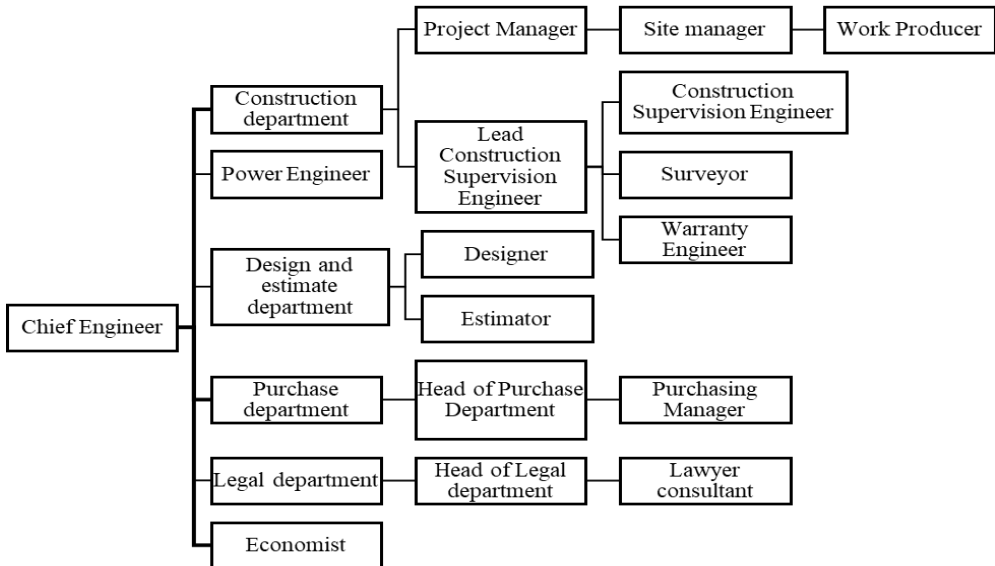 Project Manager
Site manager
Work Producer
Construction
department
Construction
Supervision Engineer
Lead
Construction
Supervision
Engineer
Power Engineer
Surveyor
Warranty
Engineer
Design and
estimate
department
Designer
Estimator
Chief Engineer
Purchase
department
Head of Purchase
Department
Purchasing
Manager
Legal department
Head of Legal
department
Lawyer
consultant
Economist